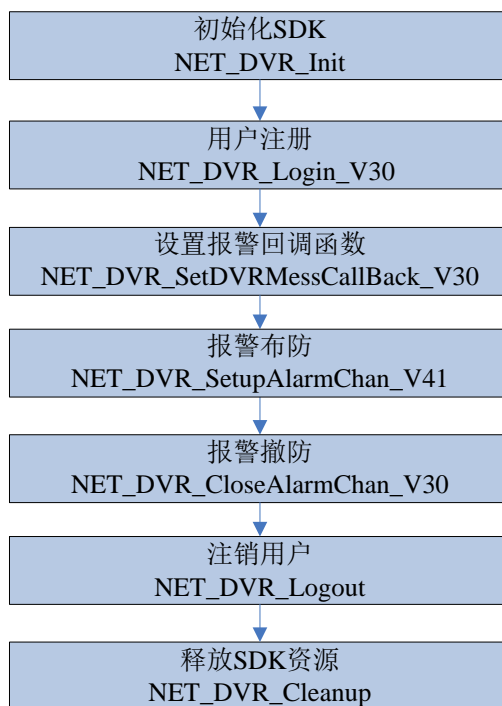 初始化SDK
NET_DVR_Init
用户注册
NET_DVR_Login_V30
设置报警回调函数
NET_DVR_SetDVRMessCallBack_V30
报警布防
NET_DVR_SetupAlarmChan_V41
报警撤防
NET_DVR_CloseAlarmChan_V30
注销用户
NET_DVR_Logout
释放SDK资源
NET_DVR_Cleanup